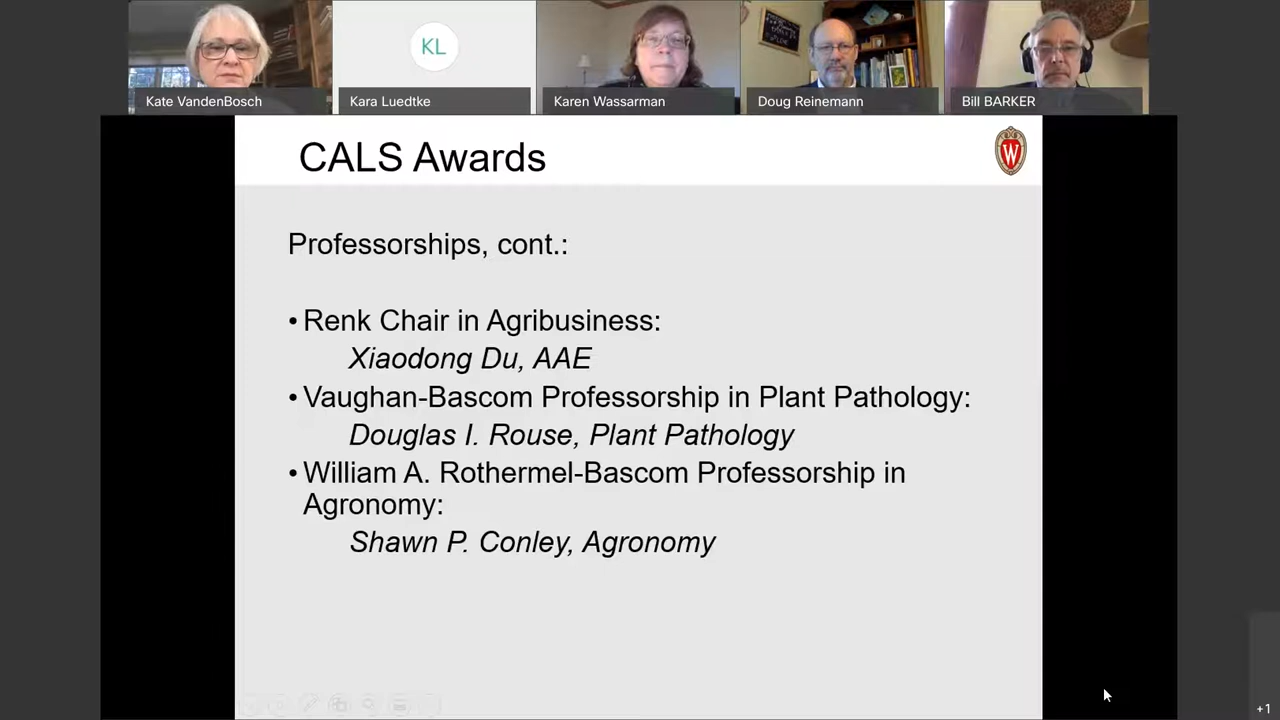 KL
Kate VandenBosch
Kara Luedtke
Karen Wassarman
Doug Reinemann
Bill BARKER
CALS Awards
W
Professorships, cont.:
• Renk Chair in Agribusiness:
Xiaodong Du, AAE
• Vaughan-Bascom Professorship in Plant Pathology:
Douglas I. Rouse, Plant Pathology
• William A. Rothermel-Bascom Professorship in
Agronomy:
Shawn P. Conley, Agronomy
+1